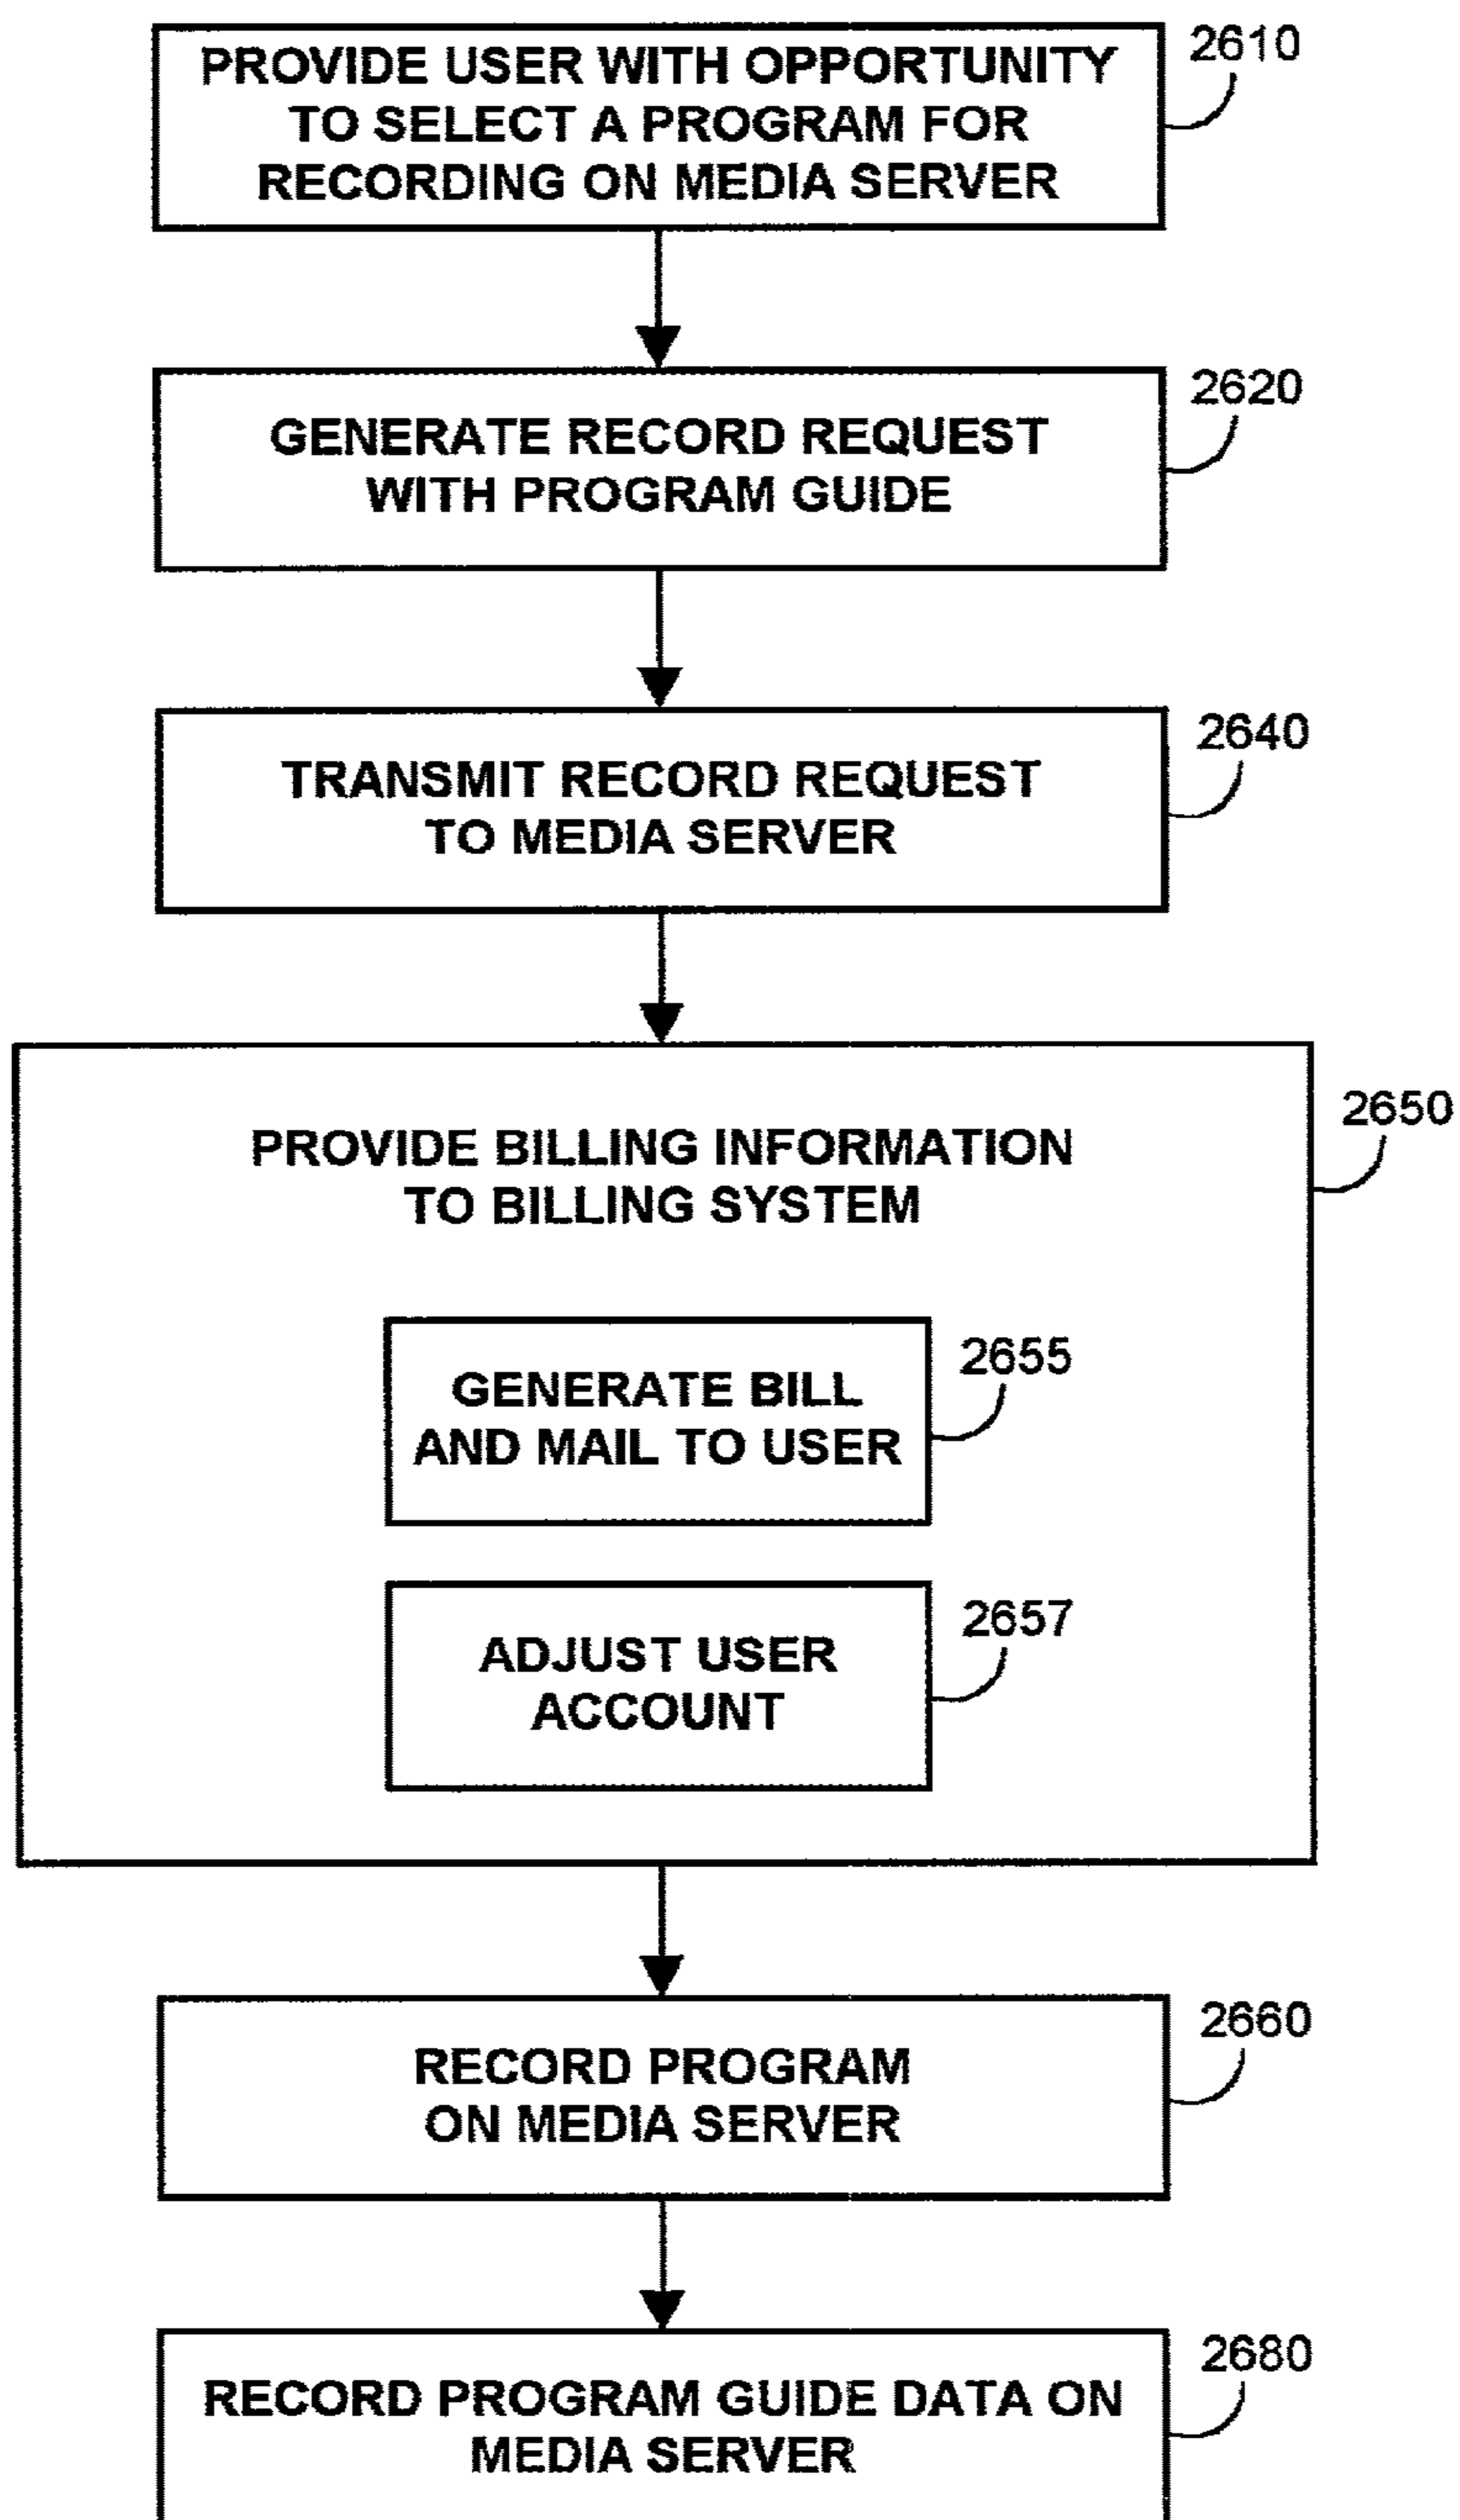 PROVIDE USER WITH OPPORTUNITY
TO SELECT A PROGRAM FOR
RECORDING ON MEDIA SERVER
2610
GENERATE RECORD REQUEST
WITH PROGRAM GUIDE
2620
TRANSMIT RECORD REQUEST
TO MEDIA SERVER
2640
PROVIDE BILLING INFORMATION
TO BILLING SYSTEM
2650
GENERATE BILL
AND MAIL TO USER
2655
ADJUST USER
ACCOUNT
2657
RECORD PROGRAM
ON MEDIA SERVER
2660
RECORD PROGRAM GUIDE DATA ON
MEDIA SERVER
2680